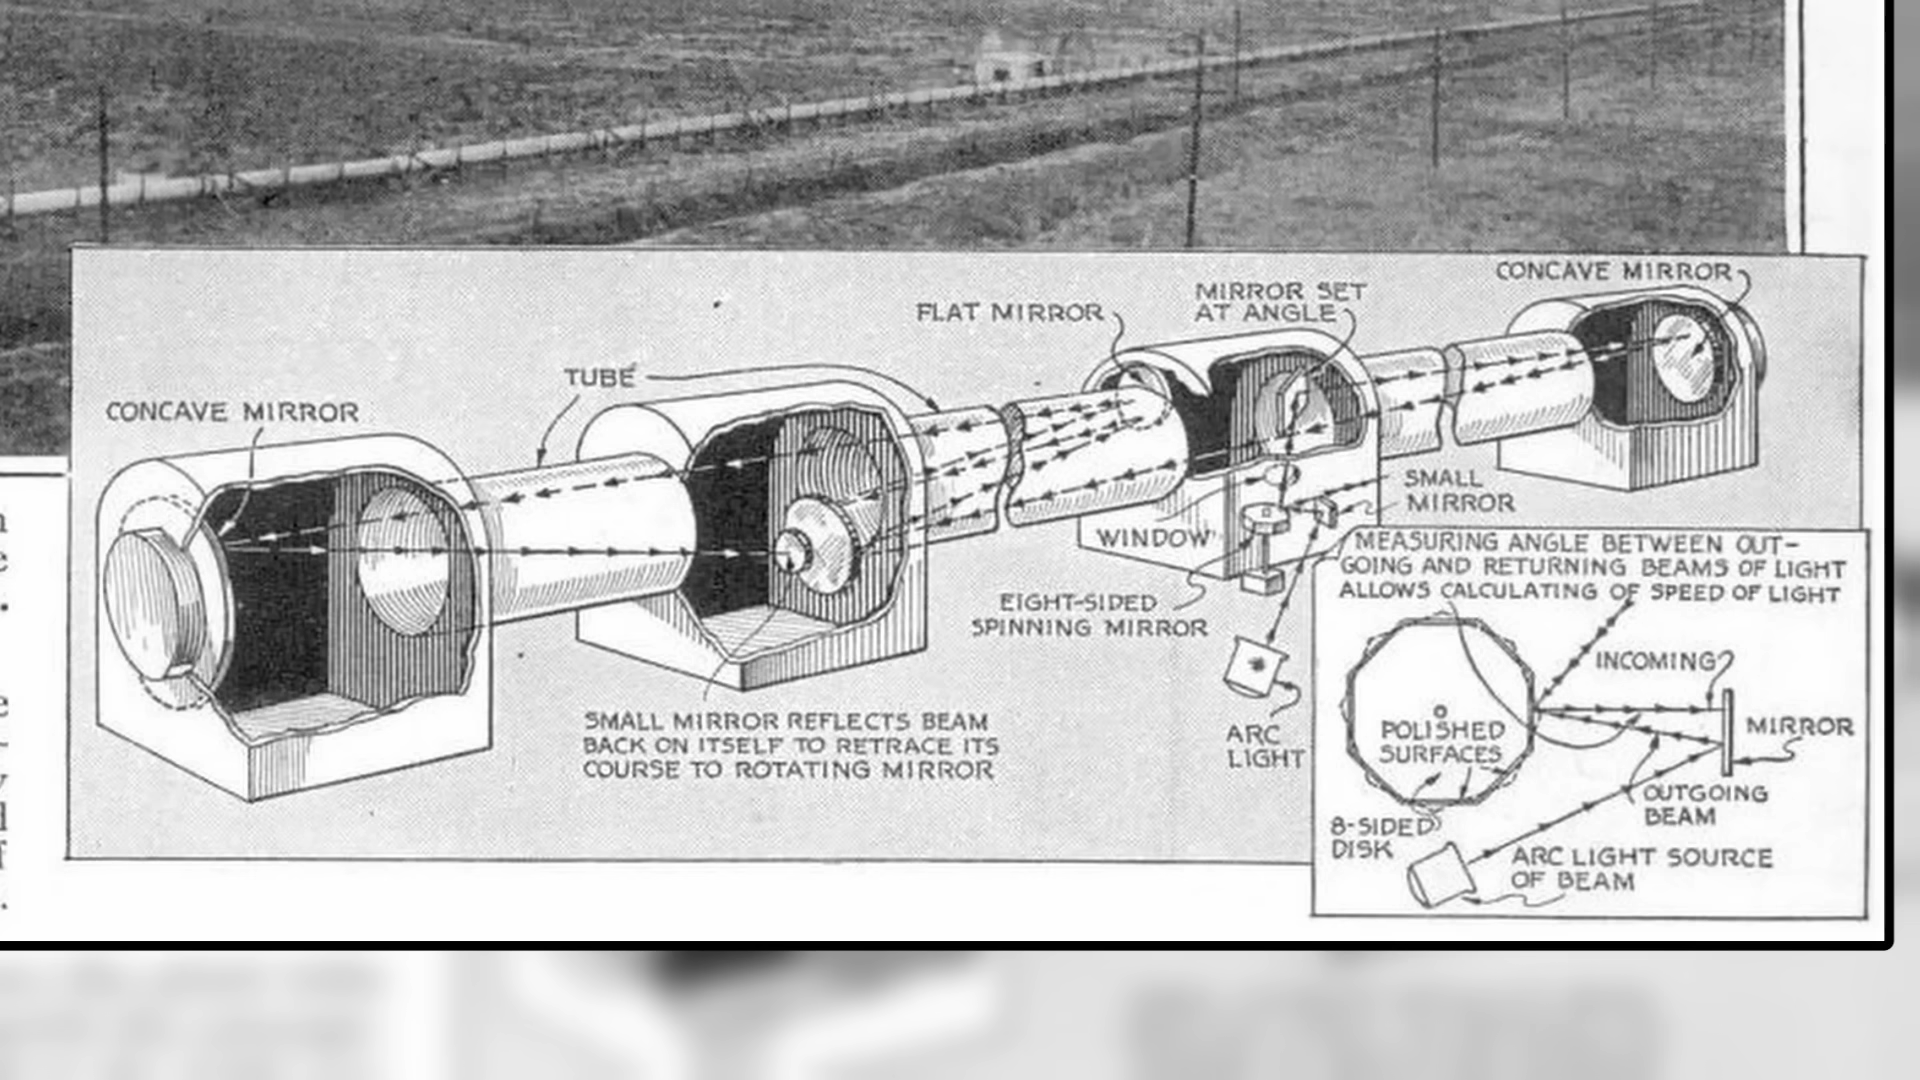 CONCAVE MIRROR
MIRROR SET
AT ANGLE
FLAT MIRROR
TUBE
CONCAVE MIRROR
SMALL
MIRROR
WINDOW
EIGHT-SIDED
SPINNING MIRROR
ARC
LIGHT
SMALL MIRROR REFLECTS BEAM
BACK ON ITSELF TO RETRACE ITS
COURSE TO ROTATING MIRROR
MEASURING ANGLE BETWEEN OUT-
GOING AND RETURNING BEAMS OF LIGHT
ALLOWS CALCULATING OF SPEED OF LIGHT
INCOMING
POLISHED
SURFACES
MIRROR
OUTGOING
BEAM
8-SIDED
DISK
ARC LIGHT SOURCE
OF BEAM